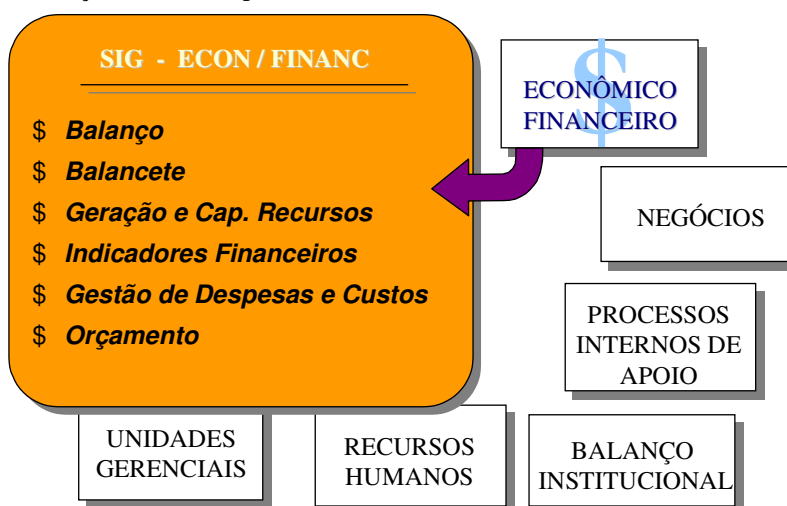 SIG - ECON / FINANC
$ Balanço
$ Balancete
$ Geração e Cap. Recursos
$ Indicadores Financeiros
$ Gestão de Despesas e Custos
$ Orçamento
$
ECONÔMICO
FINANCEIRO
NEGÓCIOS
PROCESSOS
INTERNOS DE
APOIO
UNIDADES
GERENCIAIS
RECURSOS
HUMANOS
BALANÇO
INSTITUCIONAL